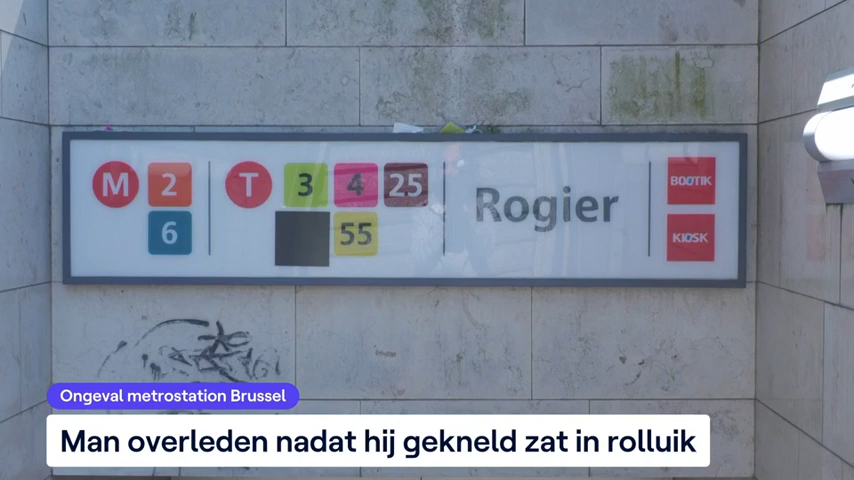 M 2 T 3 4 25 Rogier BOOTIK
6 55 KIOSK
Ongeval metrostation Brussel
Man overleden nadat hij gekneld zat in rolluik